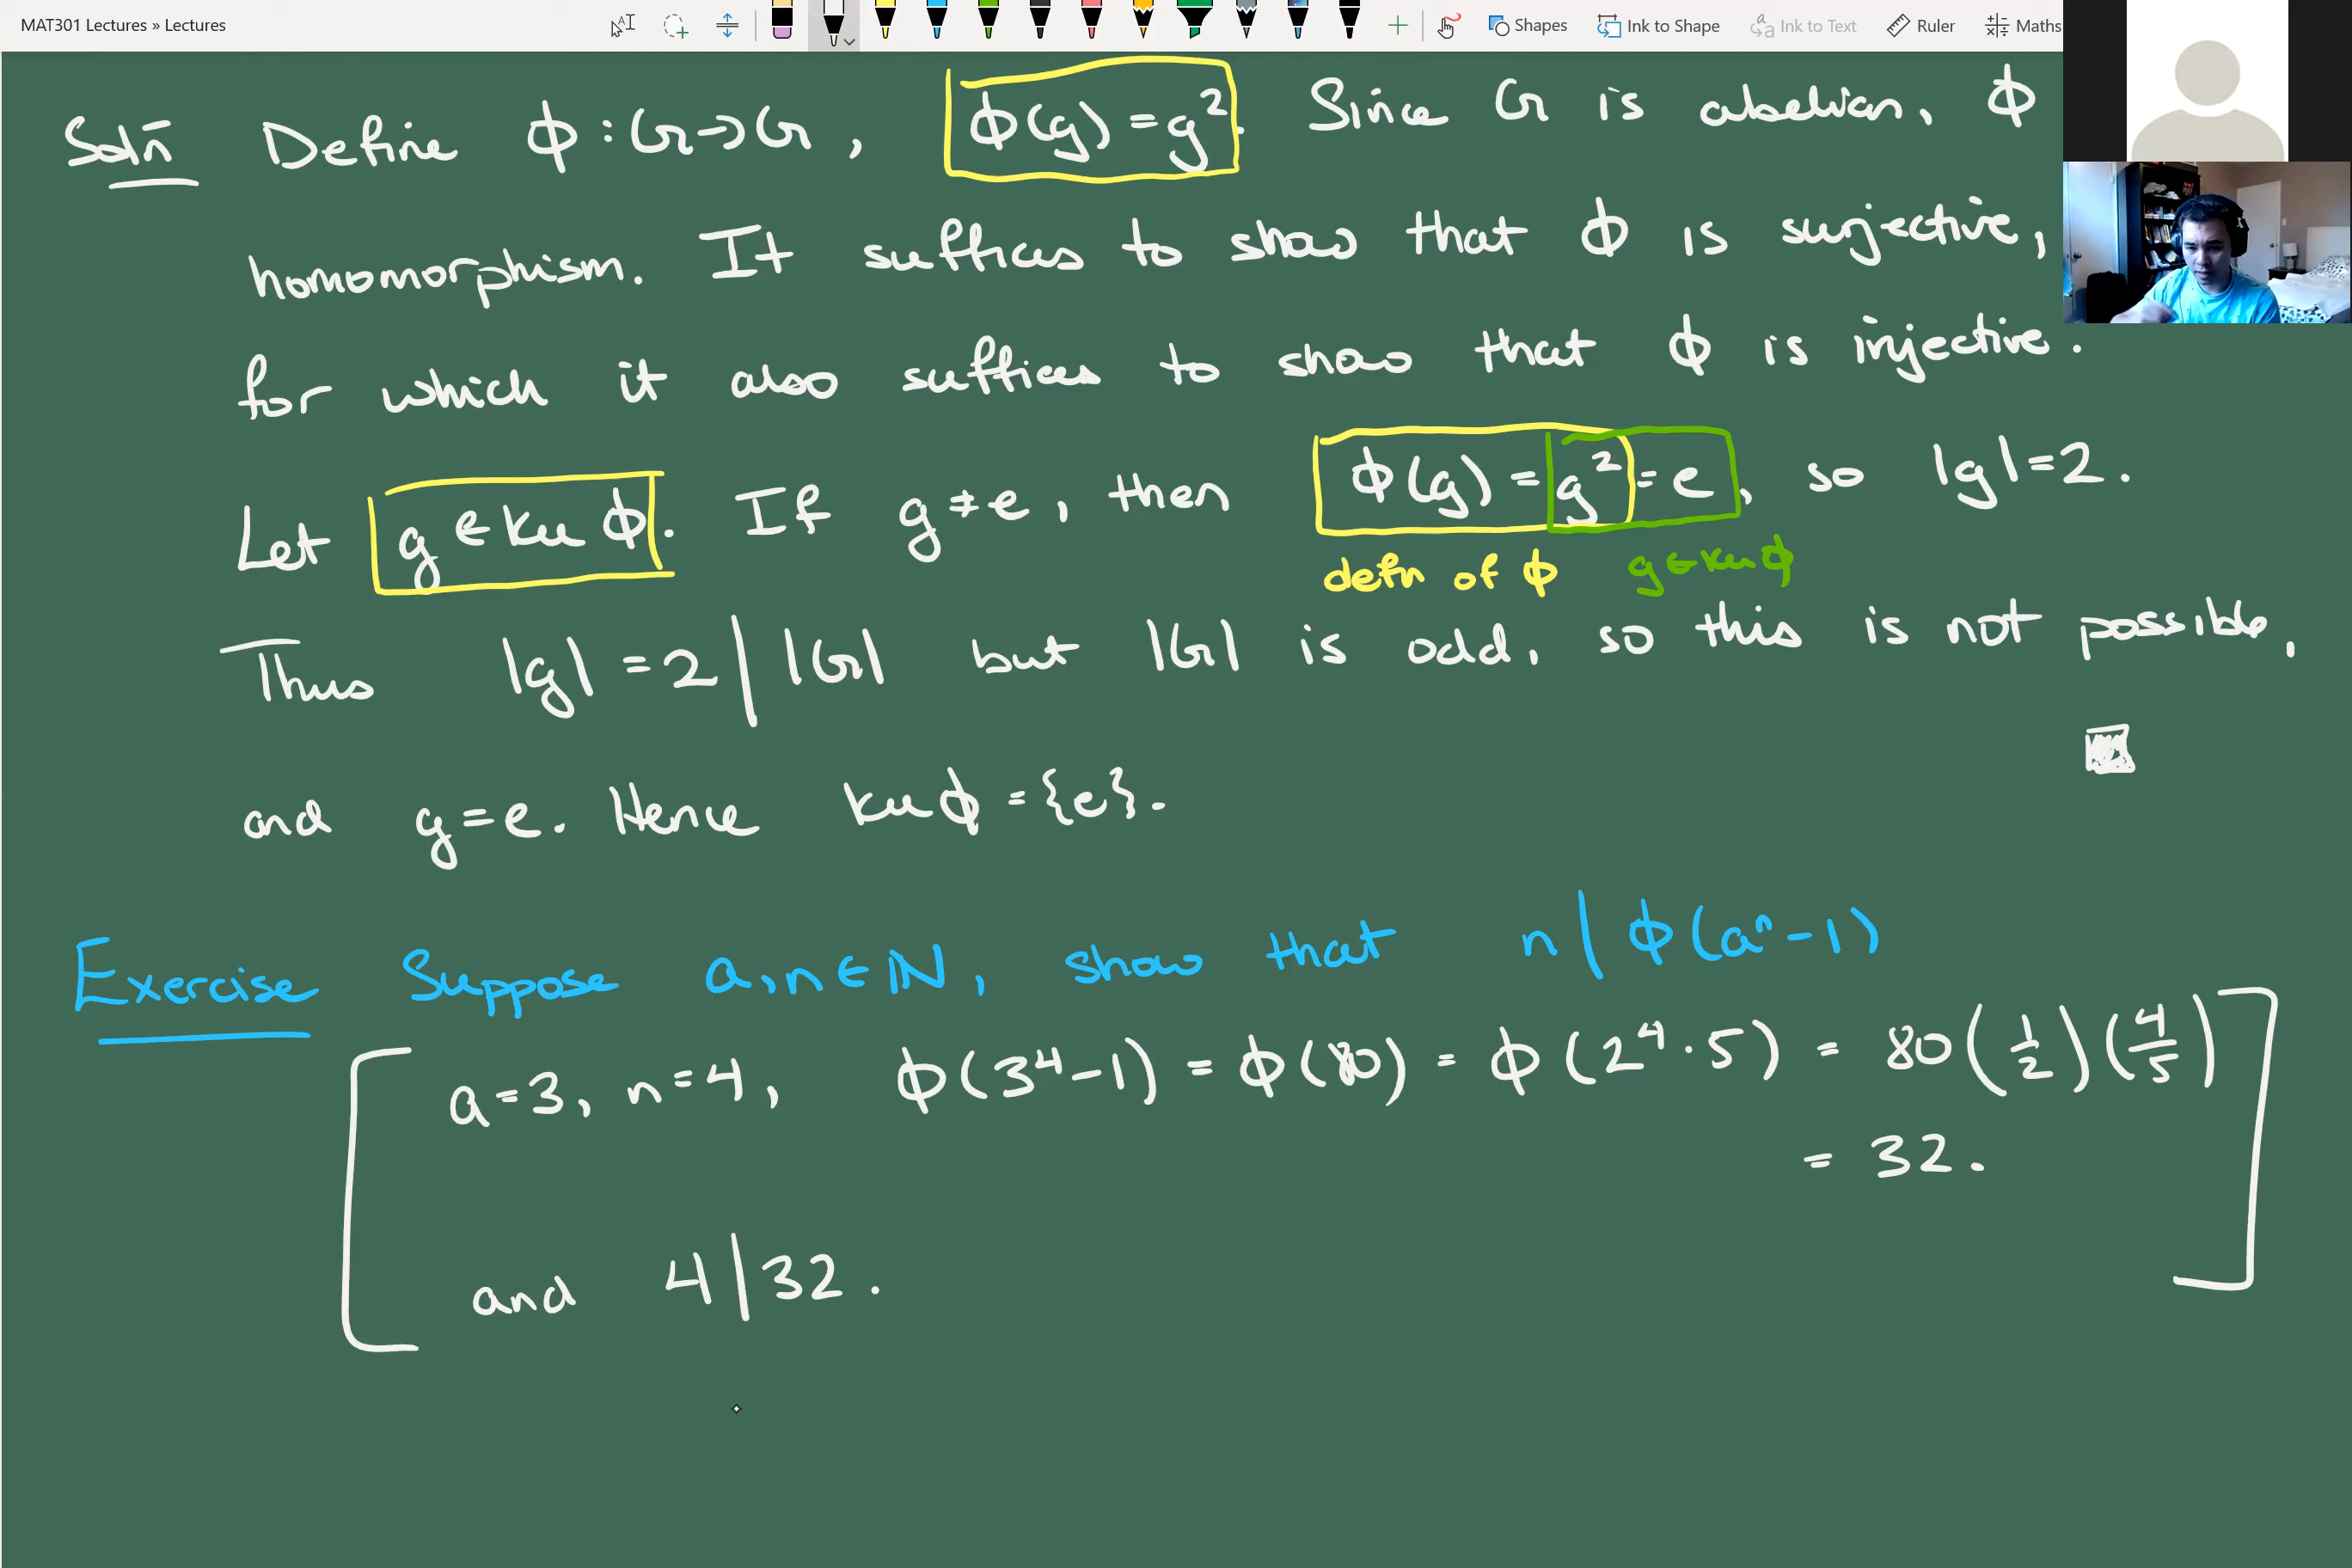 MAT301 Lectures » Lectures
Shapes Ink to Shape Ink to Text Ruler Maths
Solñ Define ϕ : G → G , ϕ(g) = g². Since G is abelian, ϕ
homomorphism. It suffices to show that ϕ is surjective,
for which it also suffices to show that ϕ is injective.
Let g ∈ ker ϕ. If g ≠ e, then ϕ(g) = g² = e, so |g| = 2.
defn of ϕ g ∈ ker ϕ
Thus |g| = 2 | |G| but |G| is odd, so this is not possible,
and g = e. Hence ker ϕ = {e}.
Exercise Suppose a, n ∈ ℕ, show that n | ϕ(aⁿ - 1)
a = 3, n = 4, ϕ(3⁴ - 1) = ϕ(80) = ϕ(2⁴ · 5) = 80(1/2)(4/5)
= 32.
and 4 | 32.